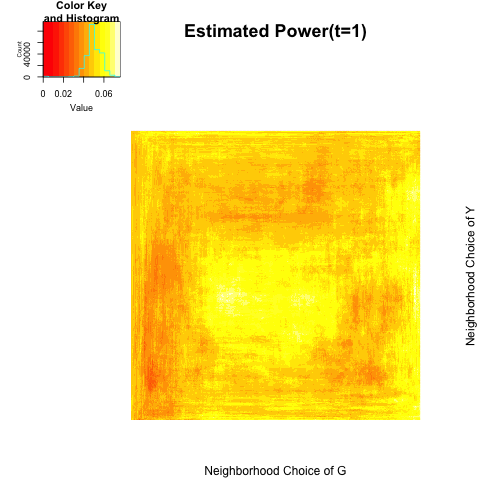 Color Key
and Histogram
Estimated Power(t=1)
Count
0 40000
0 0.02 0.06
Value
Neighborhood Choice of Y
Neighborhood Choice of G